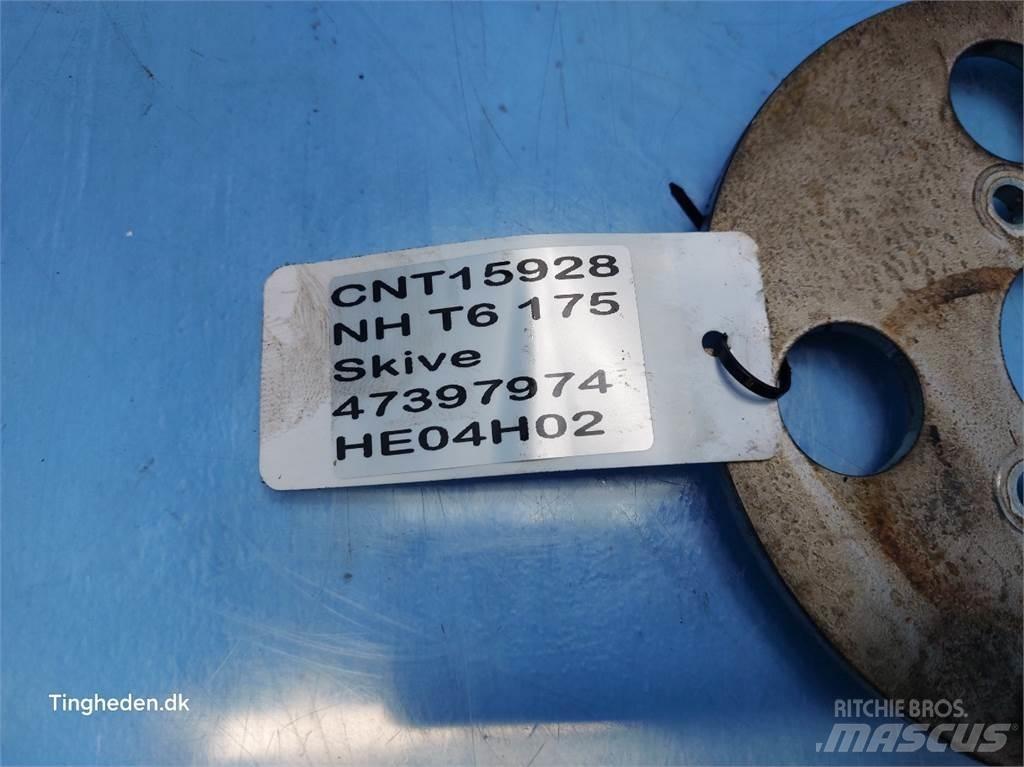 CNT15928
NH T6 175
Skive
47397974
HE04H02
Tingheden.dk
RITCHIE BROS.
MASCUS